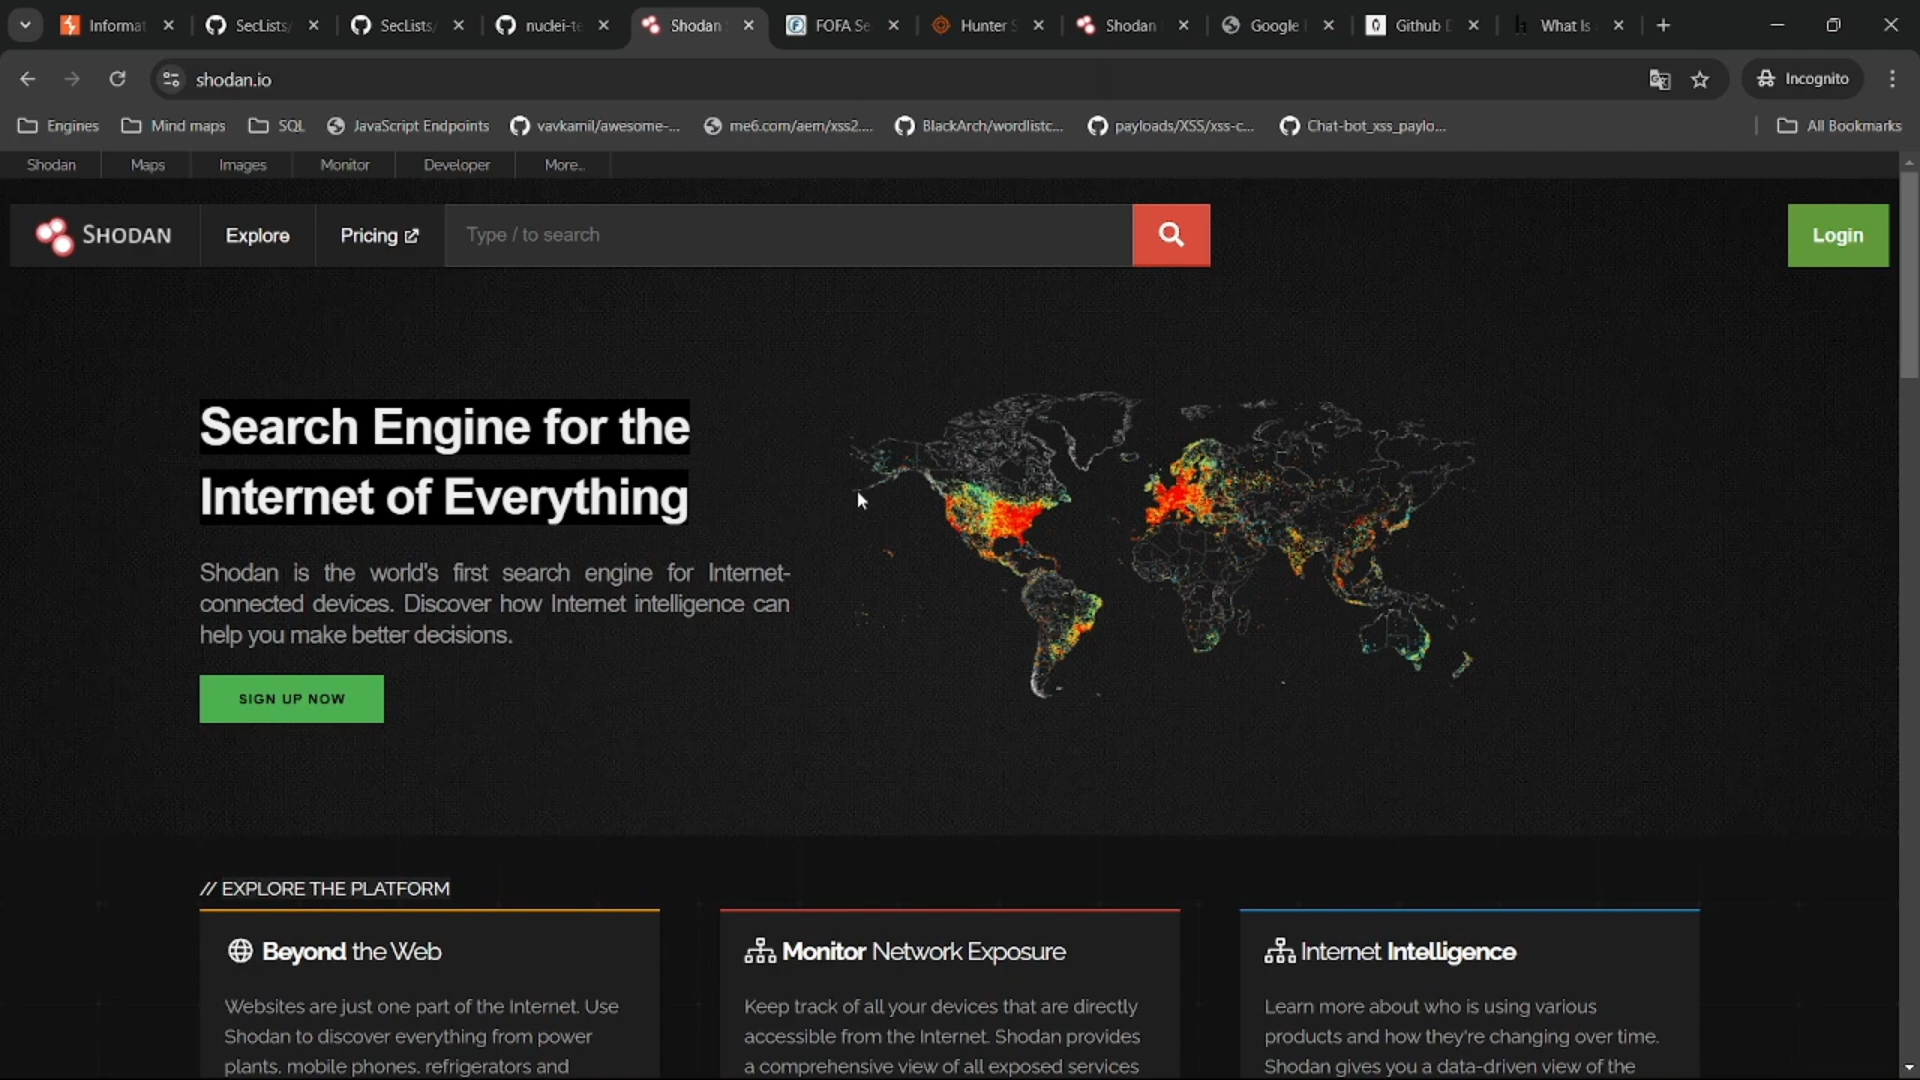 Informat
SecLists/
SecLists/
nuclei-te
Shodan
FOFA Se
Hunter S
Shodan
Google
Github D
What Is
shodan.io
Incognito
Engines
Mind maps
SQL
JavaScript Endpoints
vavkamil/awesome-...
me6.com/aem/xss2....
BlackArch/wordlistc...
payloads/XSS/xss-c...
Chat-bot_xss_paylo...
All Bookmarks
Shodan
Maps
Images
Monitor
Developer
More...
SHODAN
Explore
Pricing
Type / to search
Login
Search Engine for the
Internet of Everything
Shodan is the world's first search engine for Internet-
connected devices. Discover how Internet intelligence can
help you make better decisions.
SIGN UP NOW
// EXPLORE THE PLATFORM
Beyond the Web
Websites are just one part of the Internet. Use
Shodan to discover everything from power
plants, mobile phones, refrigerators and
Monitor Network Exposure
Keep track of all your devices that are directly
accessible from the Internet. Shodan provides
a comprehensive view of all exposed services
Internet Intelligence
Learn more about who is using various
products and how they're changing over time.
Shodan gives you a data-driven view of the